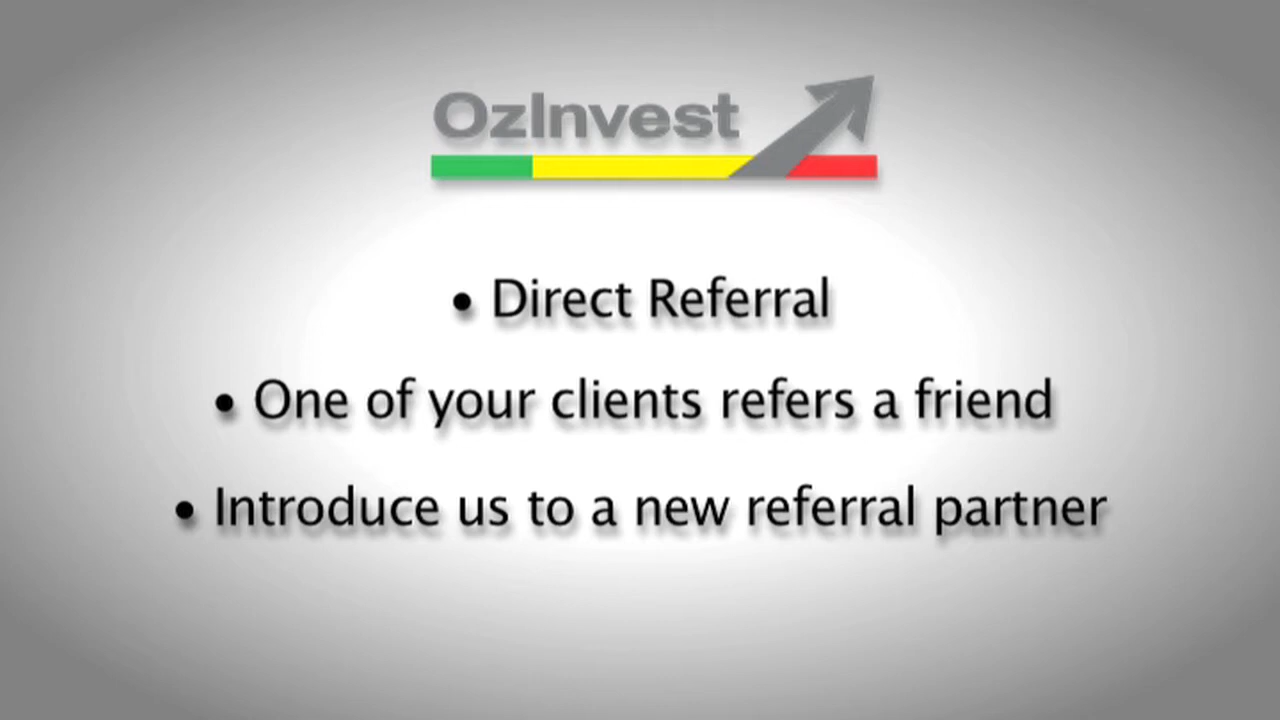 OzInvest
• Direct Referral
• One of your clients refers a friend
• Introduce us to a new referral partner